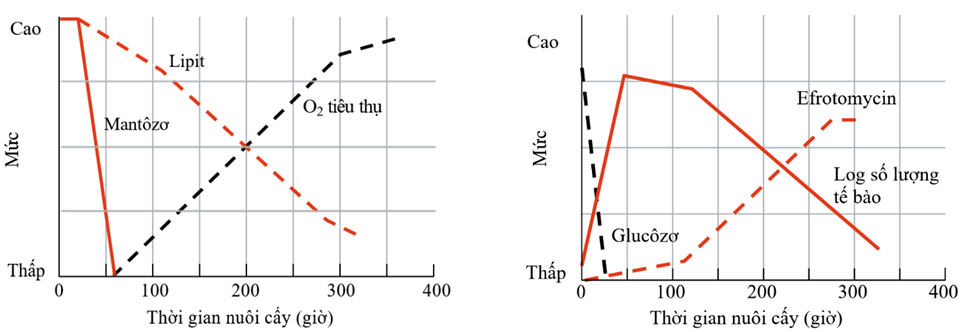 Cao
Mức
Thấp
Lipit
Mantôzơ
O₂ tiêu thụ
0 100 200 300 400
Thời gian nuôi cấy (giờ)
Cao
Mức
Thấp
Efrotomycin
Log số lượng
tế bào
Glucôzơ
0 100 200 300 400
Thời gian nuôi cấy (giờ)